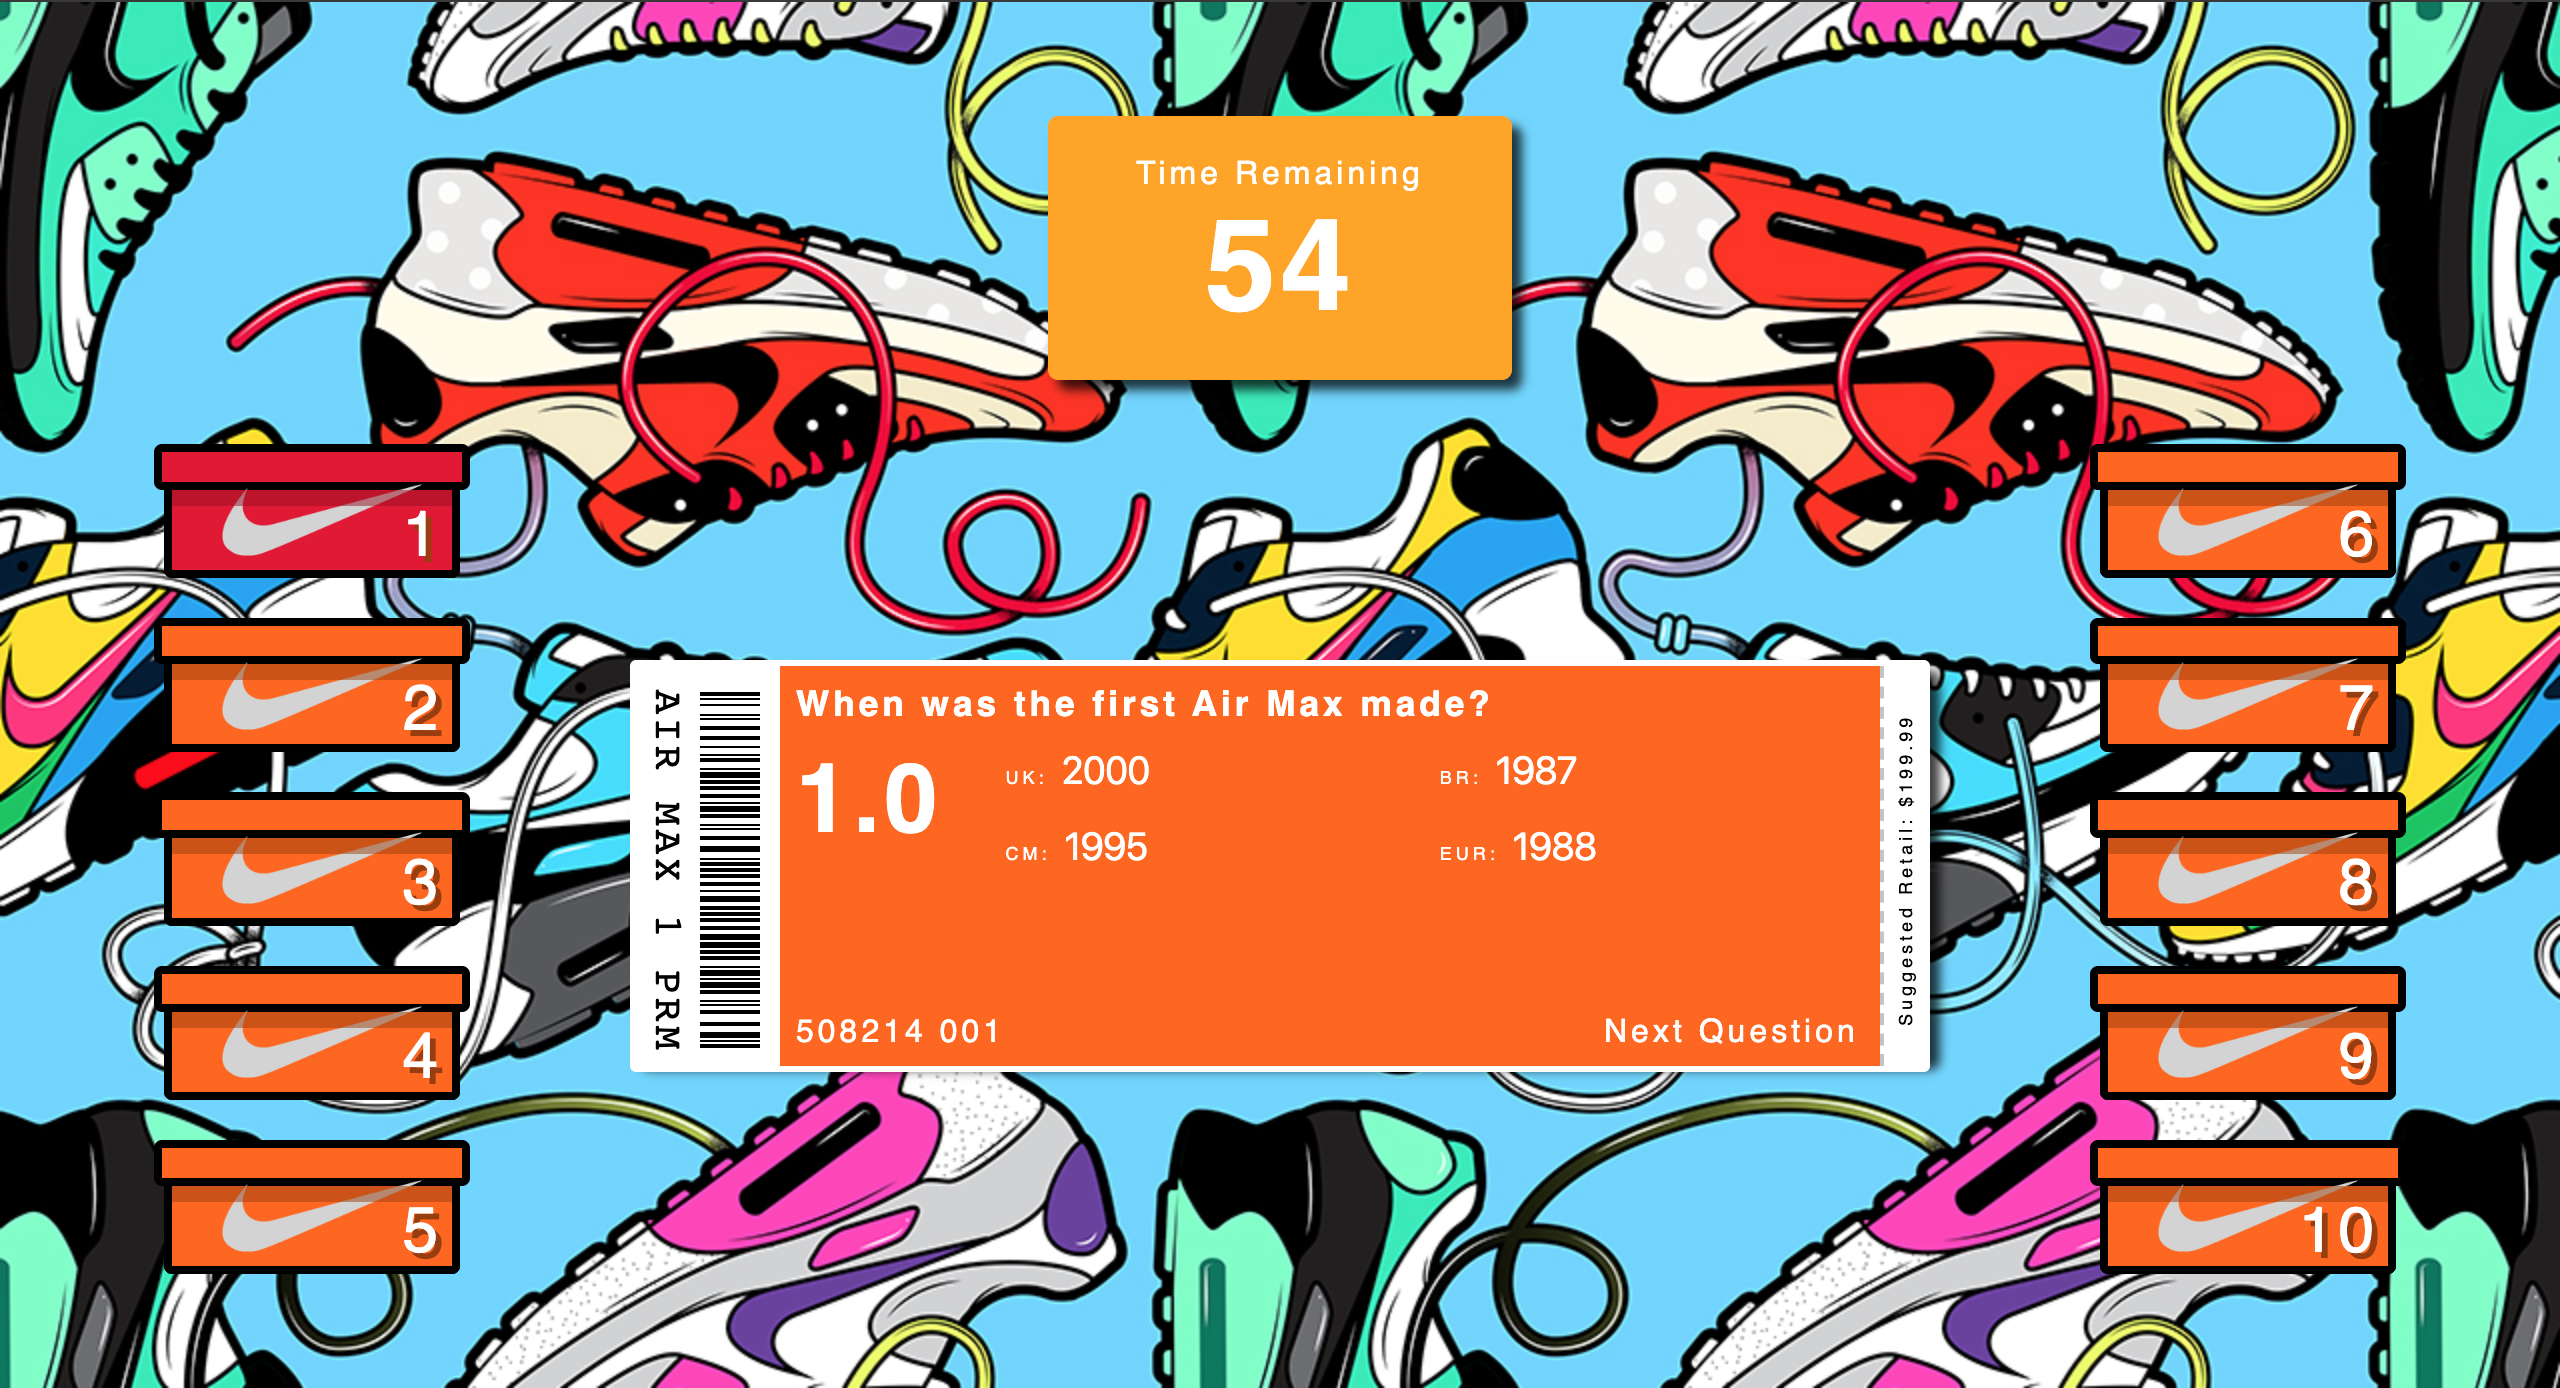 Time Remaining
54
1
2
3
4
5
AIR MAX 1 PRM
When was the first Air Max made?
1.0
UK: 2000
BR: 1987
CM: 1995
EUR: 1988
508214 001
Next Question
Suggested Retail: $199.99
6
7
8
9
10